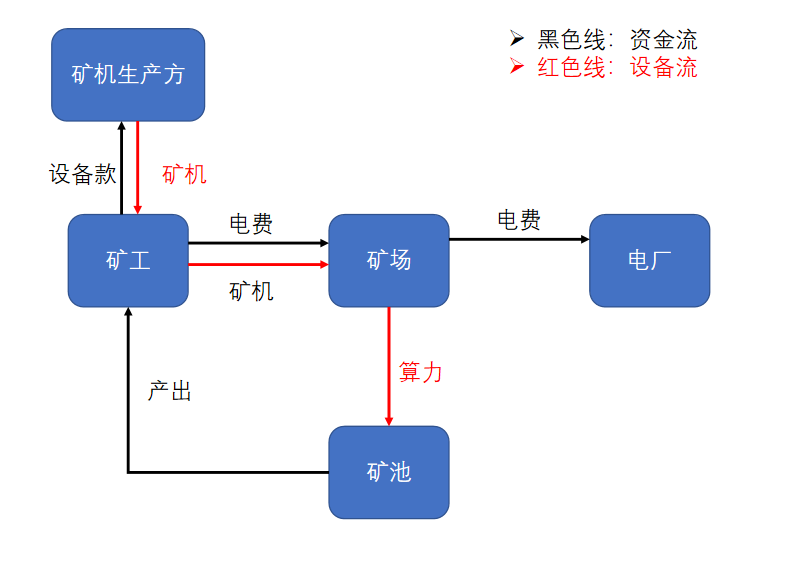 黑色线：资金流
红色线：设备流
矿机生产方
设备款
矿机
电费
电费
矿工
矿场
电厂
矿机
算力
产出
矿池